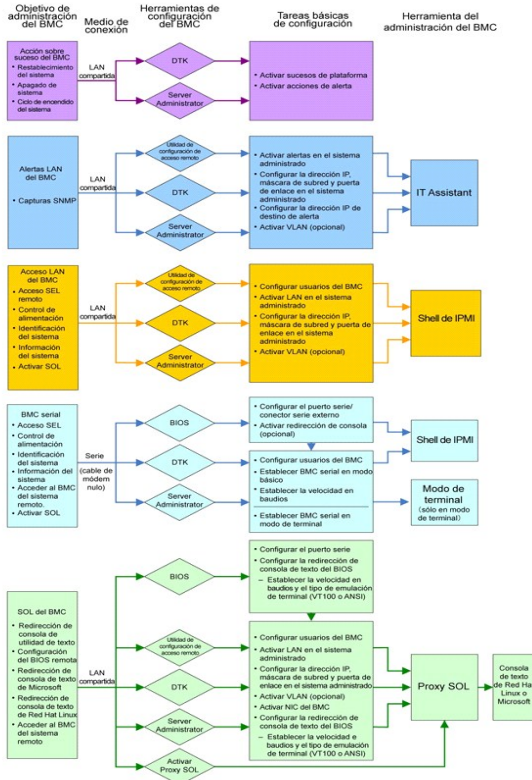 Objetivo de
administración
del BMC
Medio de
conexión
Herramientas de
configuración
del BMC
Tareas básicas
de configuración
Herramienta del
administración del BMC
Acción sobre
suceso del BMC
• Restablecimiento
del sistema
• Apagado de
sistema
• Ciclo de encendido
del sistema
LAN
compartida
DTK
Server
Administrator
• Activar sucesos de plataforma
• Activar acciones de alerta
Alertas LAN
del BMC
• Capturas SNMP
LAN
compartida
Utilidad de
configuración de
acceso remoto
DTK
Server
Administrator
• Activar alertas en el sistema
administrado
• Configurar la dirección IP,
máscara de subred y puerta
de enlace en el sistema
administrado
• Configurar la dirección IP de
destino de alerta
• Activar VLAN (opcional)
IT Assistant
Acceso LAN
del BMC
• Acceso SEL
remoto
• Control de
alimentación
• Identificación
del sistema
• Información
del sistema
• Activar SOL
LAN
compartida
Utilidad de
configuración de
acceso remoto
DTK
Server
Administrator
• Configurar usuarios del BMC
• Activar LAN en el sistema
administrado
• Configurar la dirección IP,
máscara de subred y puerta de
enlace en el sistema
administrado
• Activar VLAN (opcional)
Shell de IPMI
BMC serial
• Acceso SEL
• Control de
alimentación
• Identificación
del sistema
• Información del
sistema
• Acceder al BMC
del sistema
remoto.
• Activar SOL
Serie
(cable de
módem
nulo)
BIOS
DTK
Server
Administrator
• Configurar el puerto serie/
conector serie externo
• Activar redirección de consola
(opcional)
• Configurar usuarios del BMC
• Establecer BMC serial en modo
básico
• Establecer la velocidad en
baudios
• Establecer BMC serial en
modo de terminal
Shell de IPMI
Modo de
terminal
(sólo en modo
de terminal)
SOL del BMC
• Redirección de
consola de
utilidad de texto
• Configuración
del BIOS remota
• Redirección de
consola de texto
de Microsoft
• Redirección de
consola de texto
de Red Hat Linux
• Acceder al BMC
del sistema
remoto
LAN
compartida
BIOS
Utilidad de
configuración de
acceso remoto
DTK
Server
Administrator
Activar
Proxy SOL
• Configurar el puerto serie
• Configurar la redirección de
consola de texto del BIOS
– Establecer la velocidad en
baudios y el tipo de emulación
de terminal (VT100 o ANSI)
• Configurar usuarios del BMC
• Activar LAN en el sistema
administrado
• Configurar la dirección IP,
máscara de subred y puerta de
enlace en el sistema administrado
• Activar VLAN (opcional)
• Activar NIC del BMC
• Configurar la redirección de
consola de texto del BIOS
– Establecer la velocidad e
baudios y el tipo de emulación
de terminal (VT100 o ANSI)
Proxy SOL
Consola
de texto
de Red Hat
Linux o
Microsoft